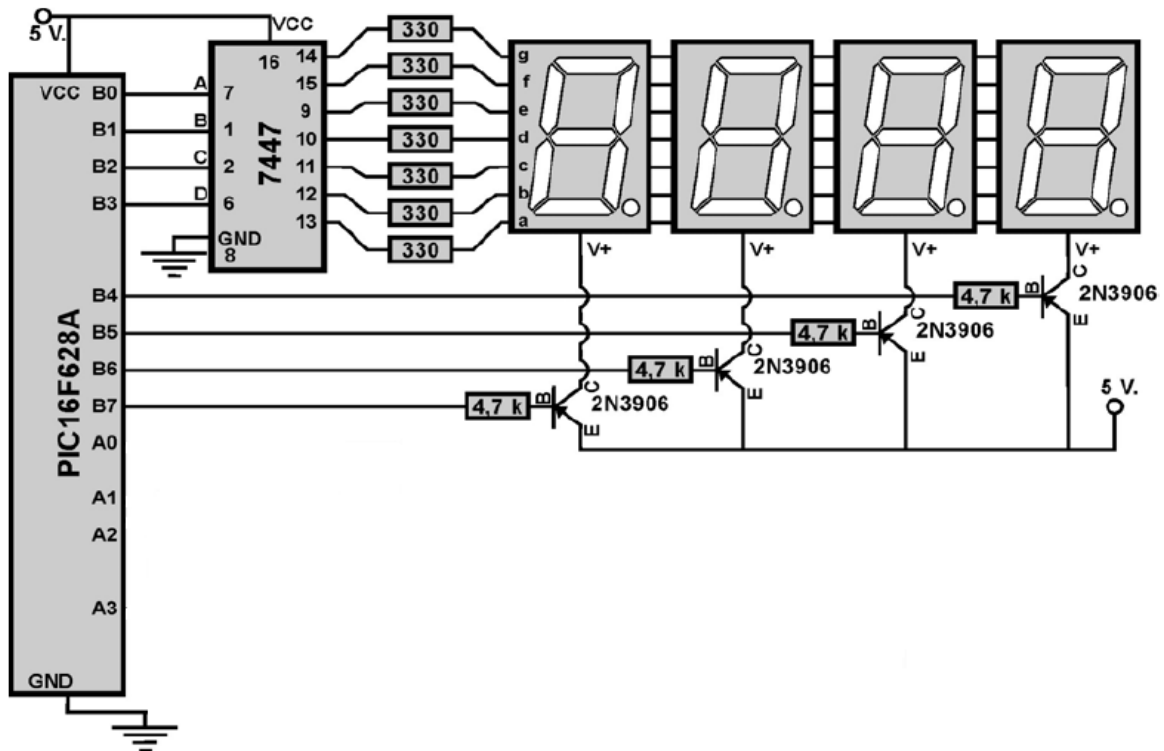 5 V.
VCC
16
VCC B0
B1
B2
B3
B4
B5
B6
B7
A0
A1
A2
A3
GND
PIC16F628A
A
B
C
D
7
1
2
6
7447
GND
8
14
15
9
10
11
12
13
330
330
330
330
330
330
330
g
f
e
d
c
b
a
V+
V+
V+
V+
4,7 k B C E 2N3906
4,7 k B C E 2N3906
4,7 k B C E 2N3906
4,7 k B C E 2N3906
5 V.